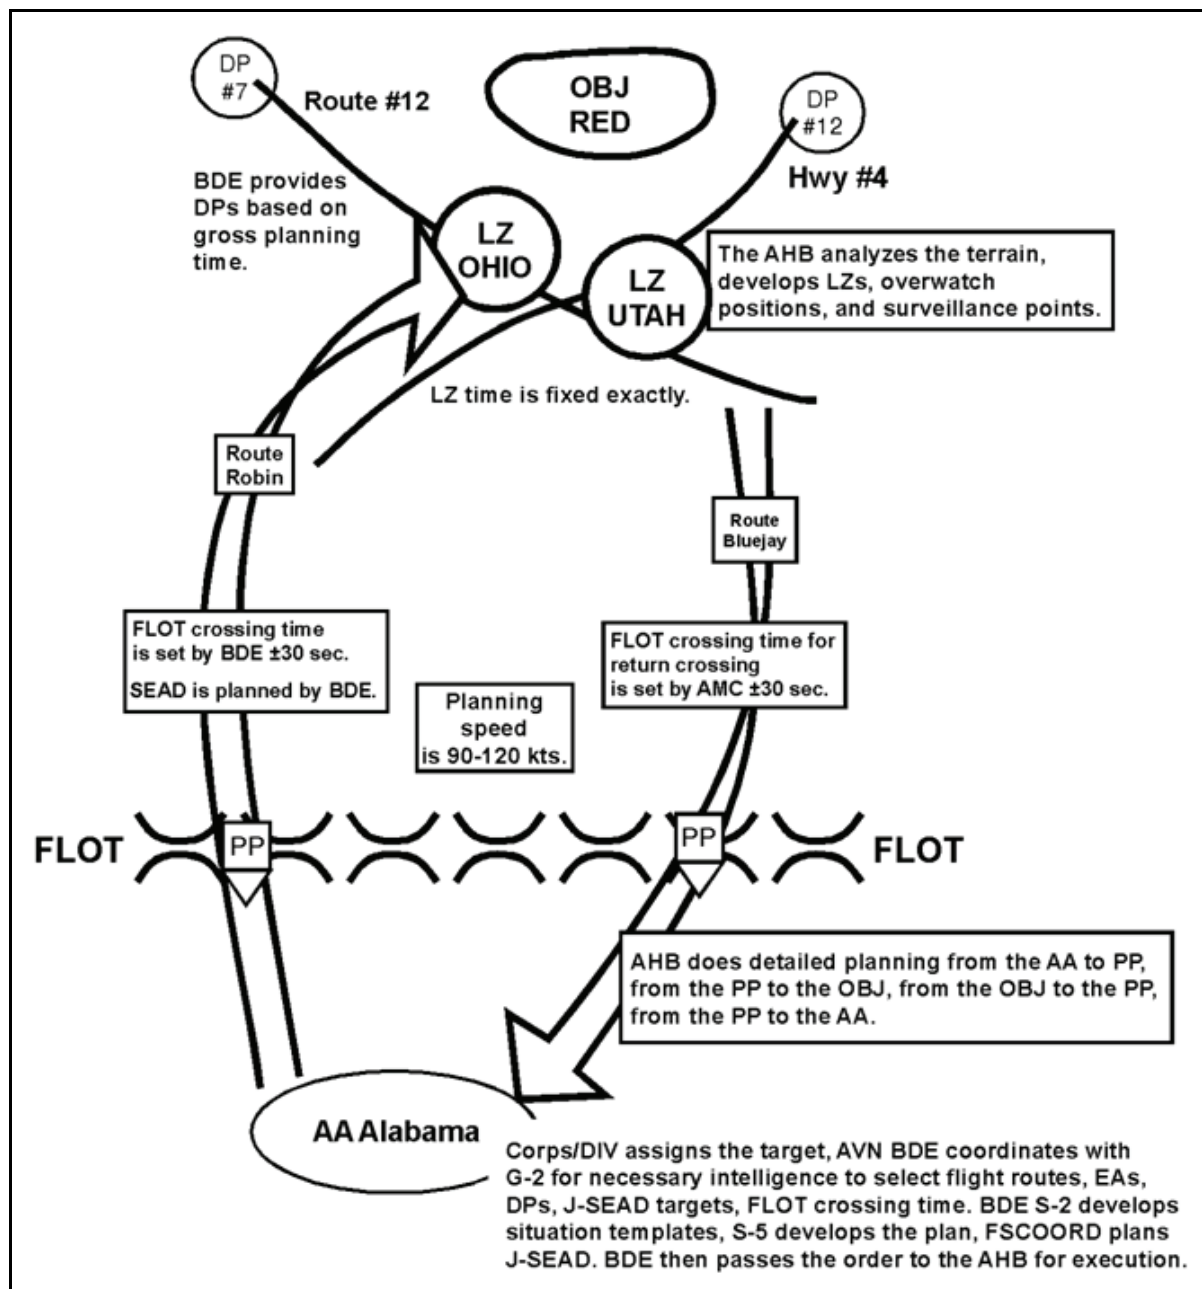 DP
#7
Route #12
OBJ
RED
DP
#12
Hwy #4
BDE provides
DPs based on
gross planning
time.
LZ
OHIO
LZ
UTAH
The AHB analyzes the terrain,
develops LZs, overwatch
positions, and surveillance points.
LZ time is fixed exactly.
Route
Robin
Route
Bluejay
FLOT crossing time
is set by BDE ±30 sec.
SEAD is planned by BDE.
FLOT crossing time for
return crossing
is set by AMC ±30 sec.
Planning
speed
is 90-120 kts.
FLOT
PP
PP
FLOT
AHB does detailed planning from the AA to PP,
from the PP to the OBJ, from the OBJ to the PP,
from the PP to the AA.
AA Alabama
Corps/DIV assigns the target, AVN BDE coordinates with
G-2 for necessary intelligence to select flight routes, EAs,
DPs, J-SEAD targets, FLOT crossing time. BDE S-2 develops
situation templates, S-5 develops the plan, FSCOORD plans
J-SEAD. BDE then passes the order to the AHB for execution.